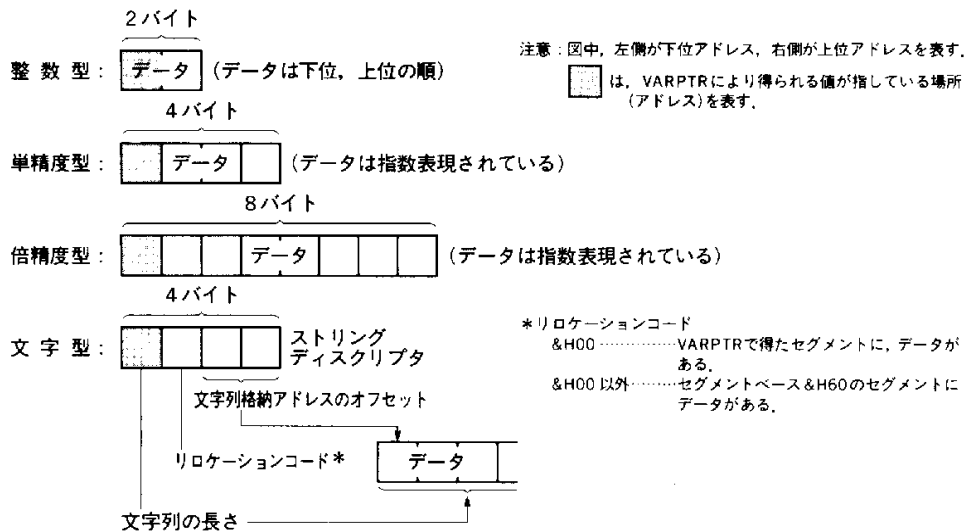 2バイト
整数型： データ (データは下位，上位の順)
注意：図中，左側が下位アドレス，右側が上位アドレスを表す．
は，VARPTRにより得られる値が指している場所
(アドレス)を表す．
4バイト
単精度型： データ (データは指数表現されている)
8バイト
倍精度型： データ (データは指数表現されている)
4バイト
文字型： ストリング
ディスクリプタ
＊リロケーションコード
&H00 …………VARPTRで得たセグメントに，データが
ある．
&H00 以外………セグメントベース&H60のセグメントに
データがある．
文字列格納アドレスのオフセット
リロケーションコード＊ データ
文字列の長さ